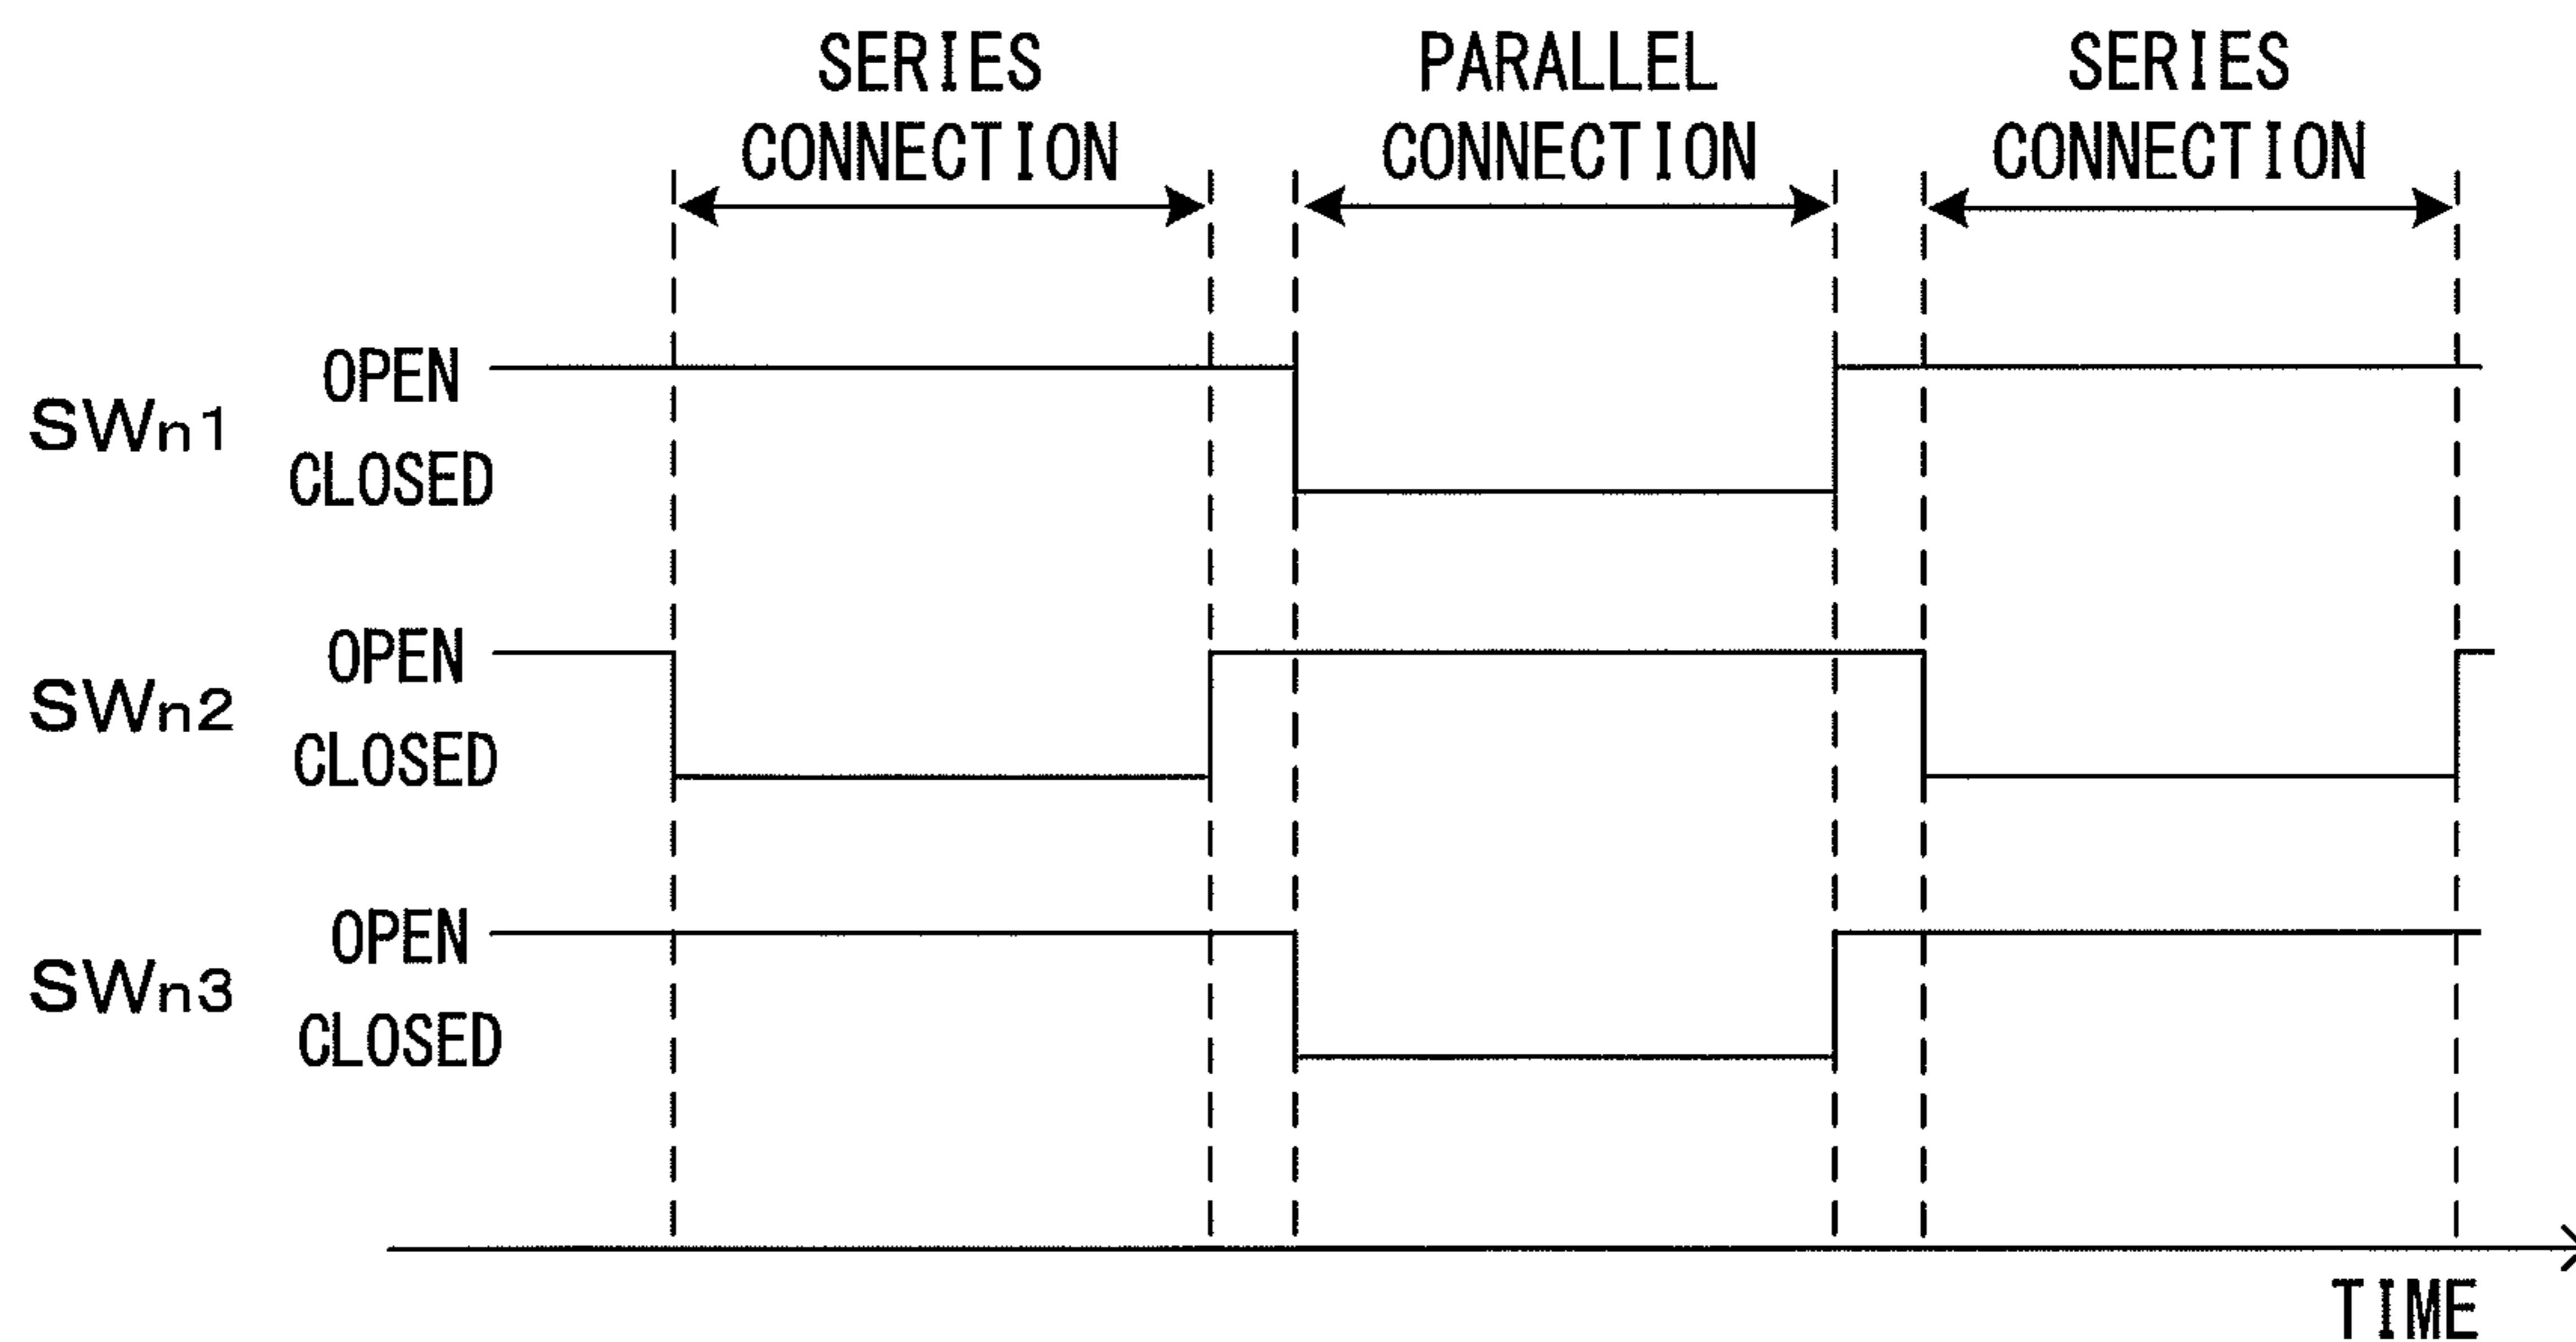 SERIES
CONNECTION
PARALLEL
CONNECTION
SERIES
CONNECTION
SWn1
OPEN
CLOSED
SWn2
OPEN
CLOSED
SWn3
OPEN
CLOSED
TIME